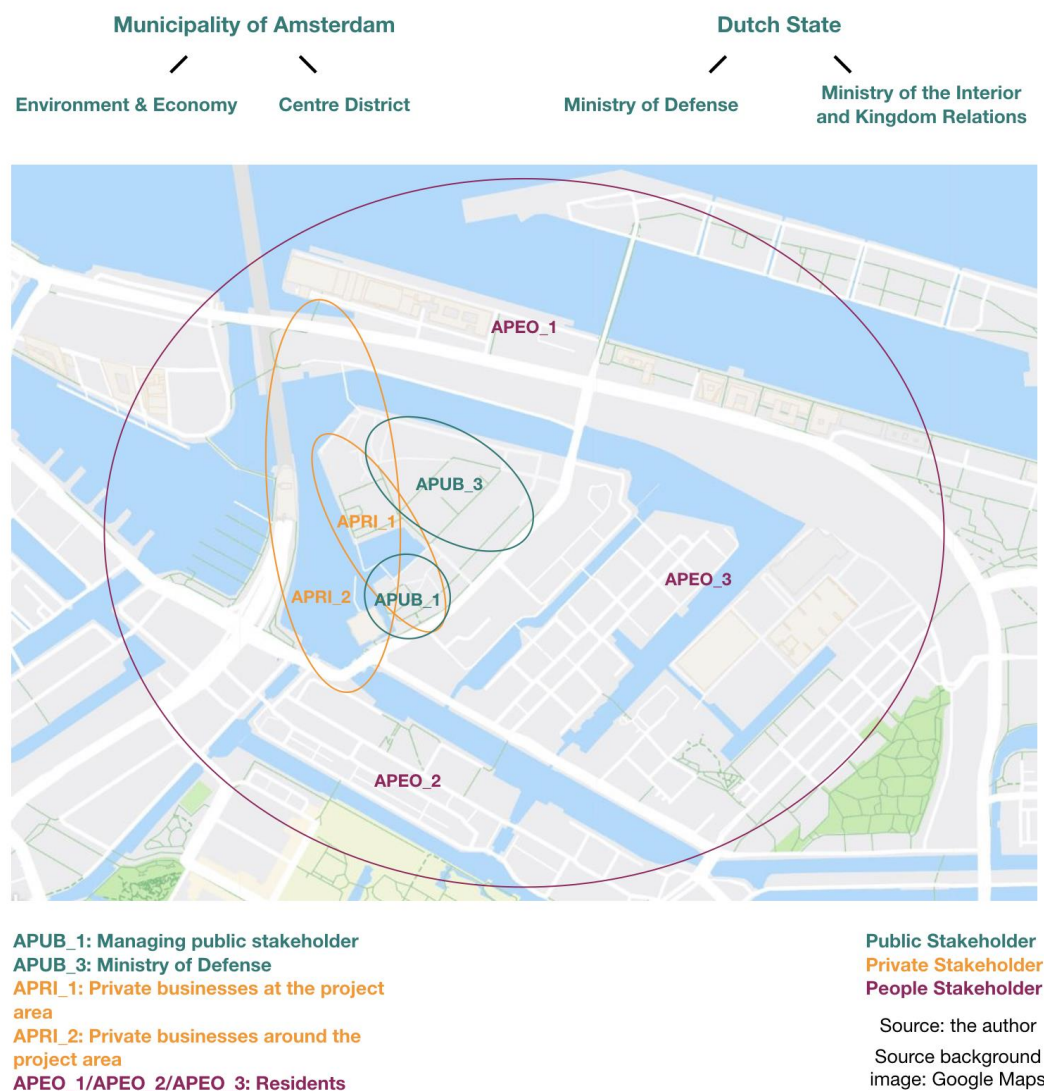 Municipality of Amsterdam
Dutch State
Environment & Economy
Centre District
Ministry of Defense
Ministry of the Interior
and Kingdom Relations
APEO_1
APUB_3
APRI_1
APEO_3
APRI_2
APUB_1
APEO_2
APUB_1: Managing public stakeholder
APUB_3: Ministry of Defense
APRI_1: Private businesses at the project
area
APRI_2: Private businesses around the
project area
APEO_1/APEO_2/APEO_3: Residents
Public Stakeholder
Private Stakeholder
People Stakeholder
Source: the author
Source background
image: Google Maps